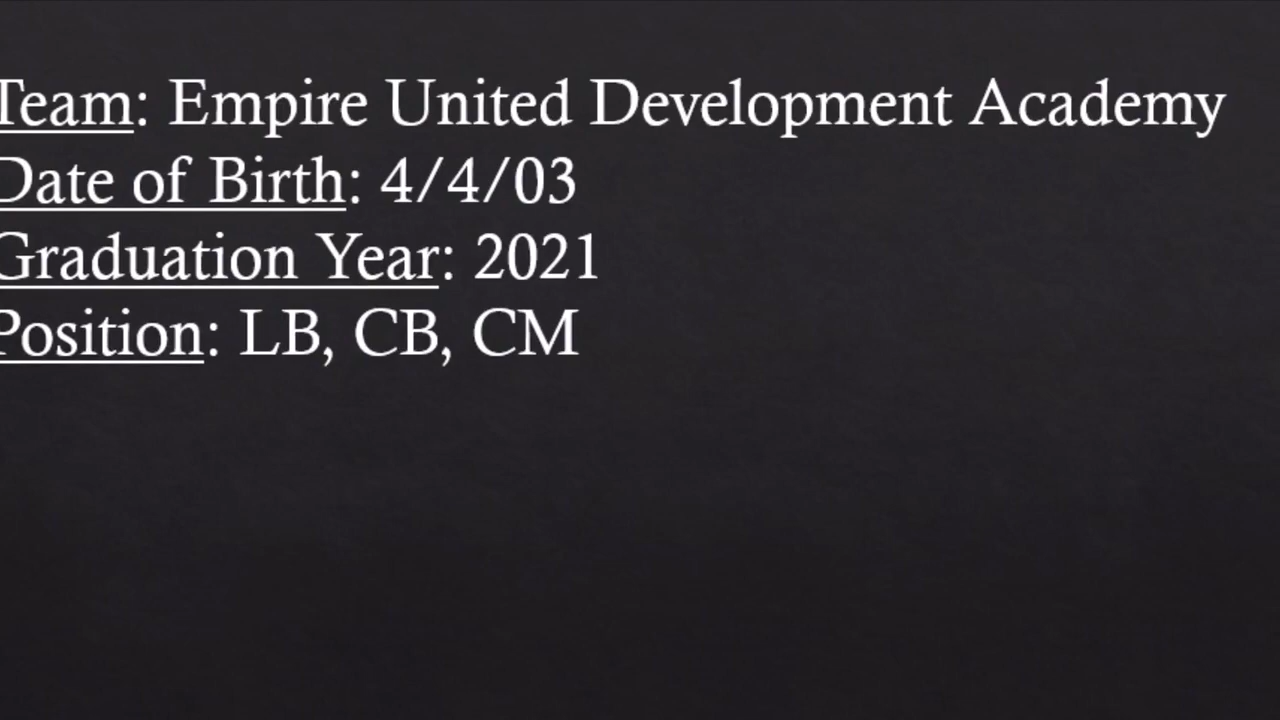 Team: Empire United Development Academy
Date of Birth: 4/4/03
Graduation Year: 2021
Position: LB, CB, CM